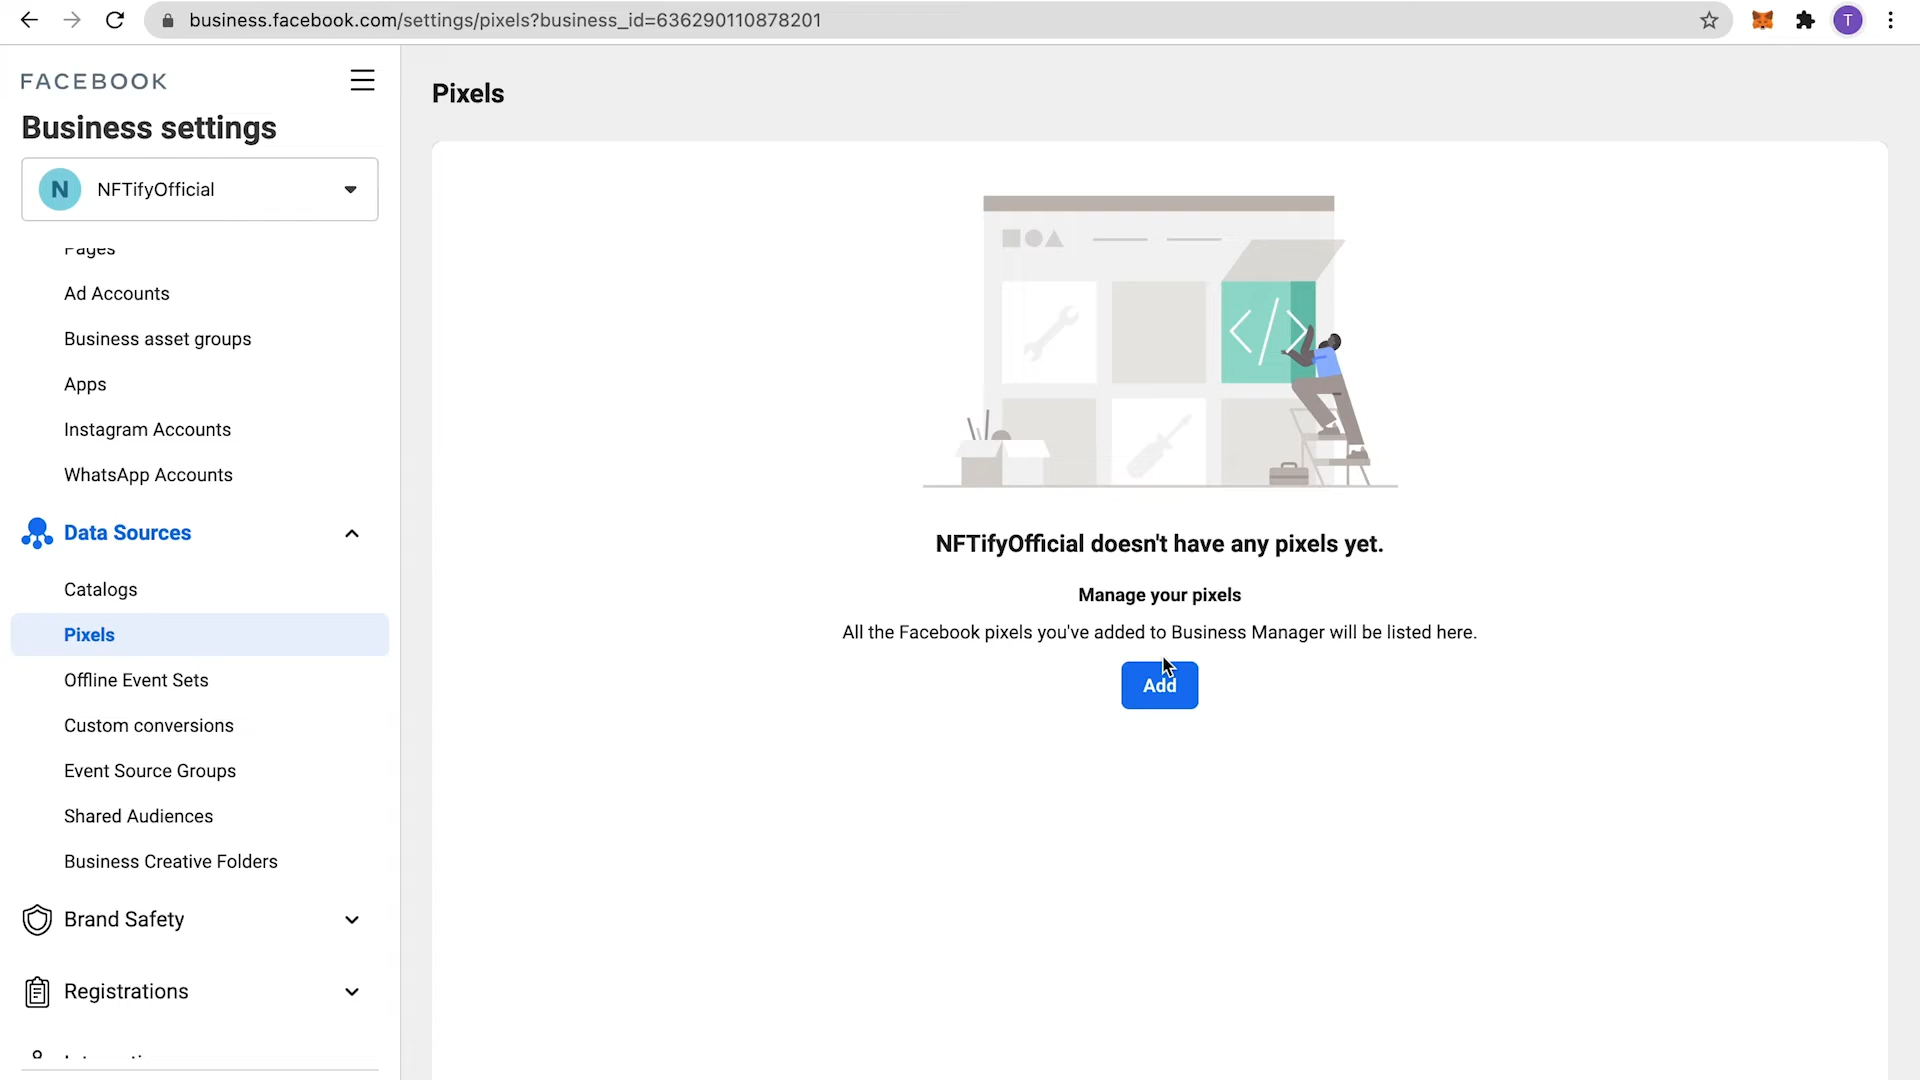 business.facebook.com/settings/pixels?business_id=636290110878201
T
FACEBOOK
Business settings
N NFTifyOfficial
Pages
Ad Accounts
Business asset groups
Apps
Instagram Accounts
WhatsApp Accounts
Data Sources
Catalogs
Pixels
Offline Event Sets
Custom conversions
Event Source Groups
Shared Audiences
Business Creative Folders
Brand Safety
Registrations
Pixels
</>
NFTifyOfficial doesn't have any pixels yet.
Manage your pixels
All the Facebook pixels you've added to Business Manager will be listed here.
Add